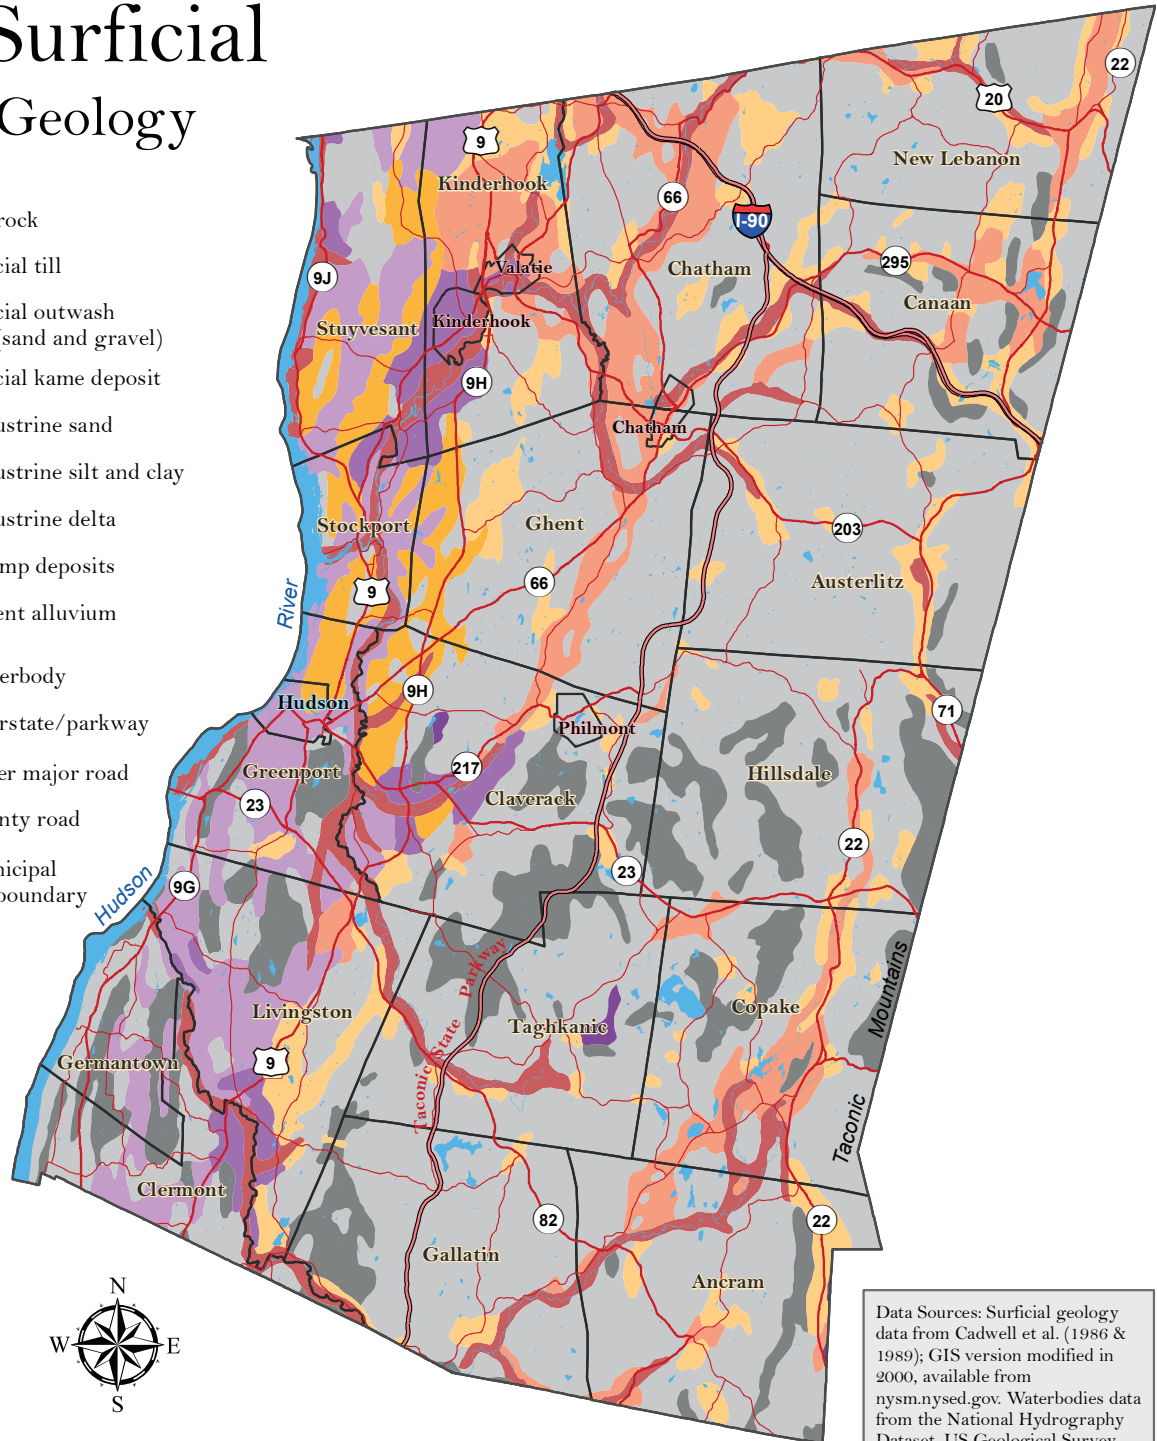 Surficial
Geology
rock
cial till
cial outwash
(sand and gravel)
cial kame deposit
ustrine sand
ustrine silt and clay
ustrine delta
mp deposits
ent alluvium
erbody
rstate/parkway
er major road
nty road
nicipal
boundary
22
20
9
New Lebanon
Kinderhook
66
I-90
295
Valatie
Chatham
9J
Canaan
Kinderhook
Stuyvesant
9H
Chatham
Stockport
Ghent
203
66
Austerlitz
9
River
9H
Hudson
71
Philmont
217
Greenport
Hillsdale
Claverack
23
22
23
9G
Hudson
Parkway
Mountains
Copake
Livingston
Taghkanic
State
Germantown
9
Taconic
Taconic
Clermont
82
22
Gallatin
Ancram
N
W
E
S
Data Sources: Surficial geology
data from Cadwell et al. (1986 &
1989); GIS version modified in
2000, available from
nysm.nysed.gov. Waterbodies data
from the National Hydrography
Dataset, US Geological Survey